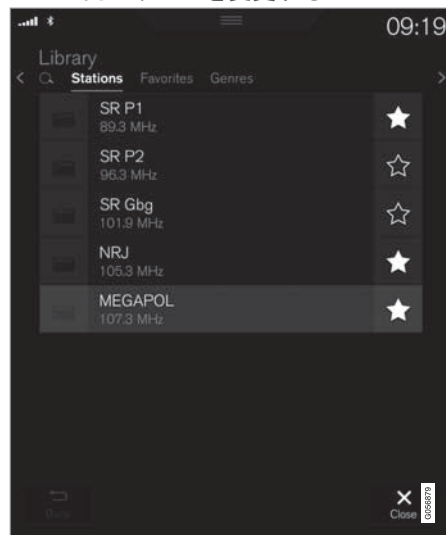 09:19
Library
Stations Favorites Genres
SR P1
89.3 MHz
SR P2
96.3 MHz
SR Gbg
101.9 MHz
NRJ
105.3 MHz
MEGAPOL
107.3 MHz
Back
Close
G056879